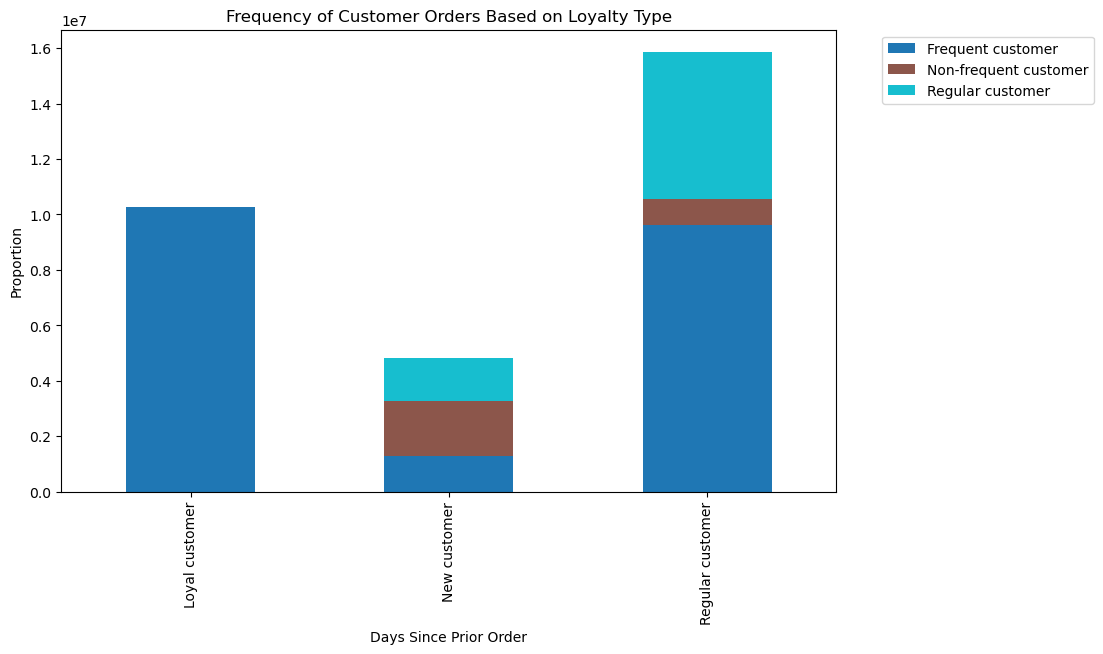 Frequency of Customer Orders Based on Loyalty Type
1e7
1.6
1.4
1.2
1.0
0.8
0.6
0.4
0.2
0.0
Proportion
Loyal customer
New customer
Regular customer
Days Since Prior Order
Frequent customer
Non-frequent customer
Regular customer